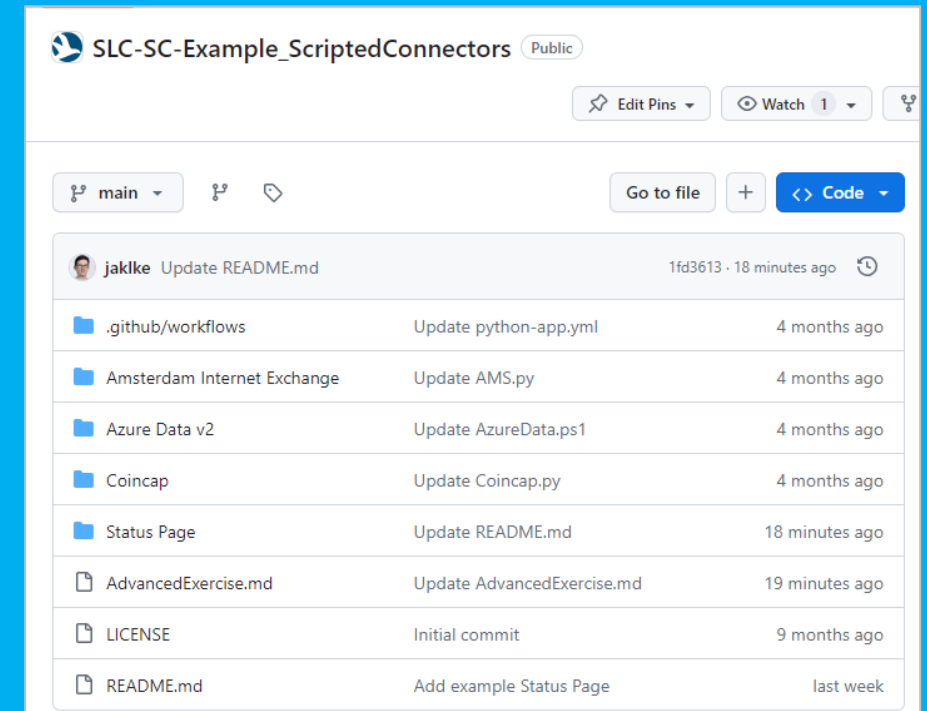 SLC-SC-Example_ScriptedConnectors Public
Edit Pins Watch 1
main Go to file + <> Code
jaklke Update README.md 1fd3613 · 18 minutes ago
.github/workflows Update python-app.yml 4 months ago
Amsterdam Internet Exchange Update AMS.py 4 months ago
Azure Data v2 Update AzureData.ps1 4 months ago
Coincap Update Coincap.py 4 months ago
Status Page Update README.md 18 minutes ago
AdvancedExercise.md Update AdvancedExercise.md 19 minutes ago
LICENSE Initial commit 9 months ago
README.md Add example Status Page last week